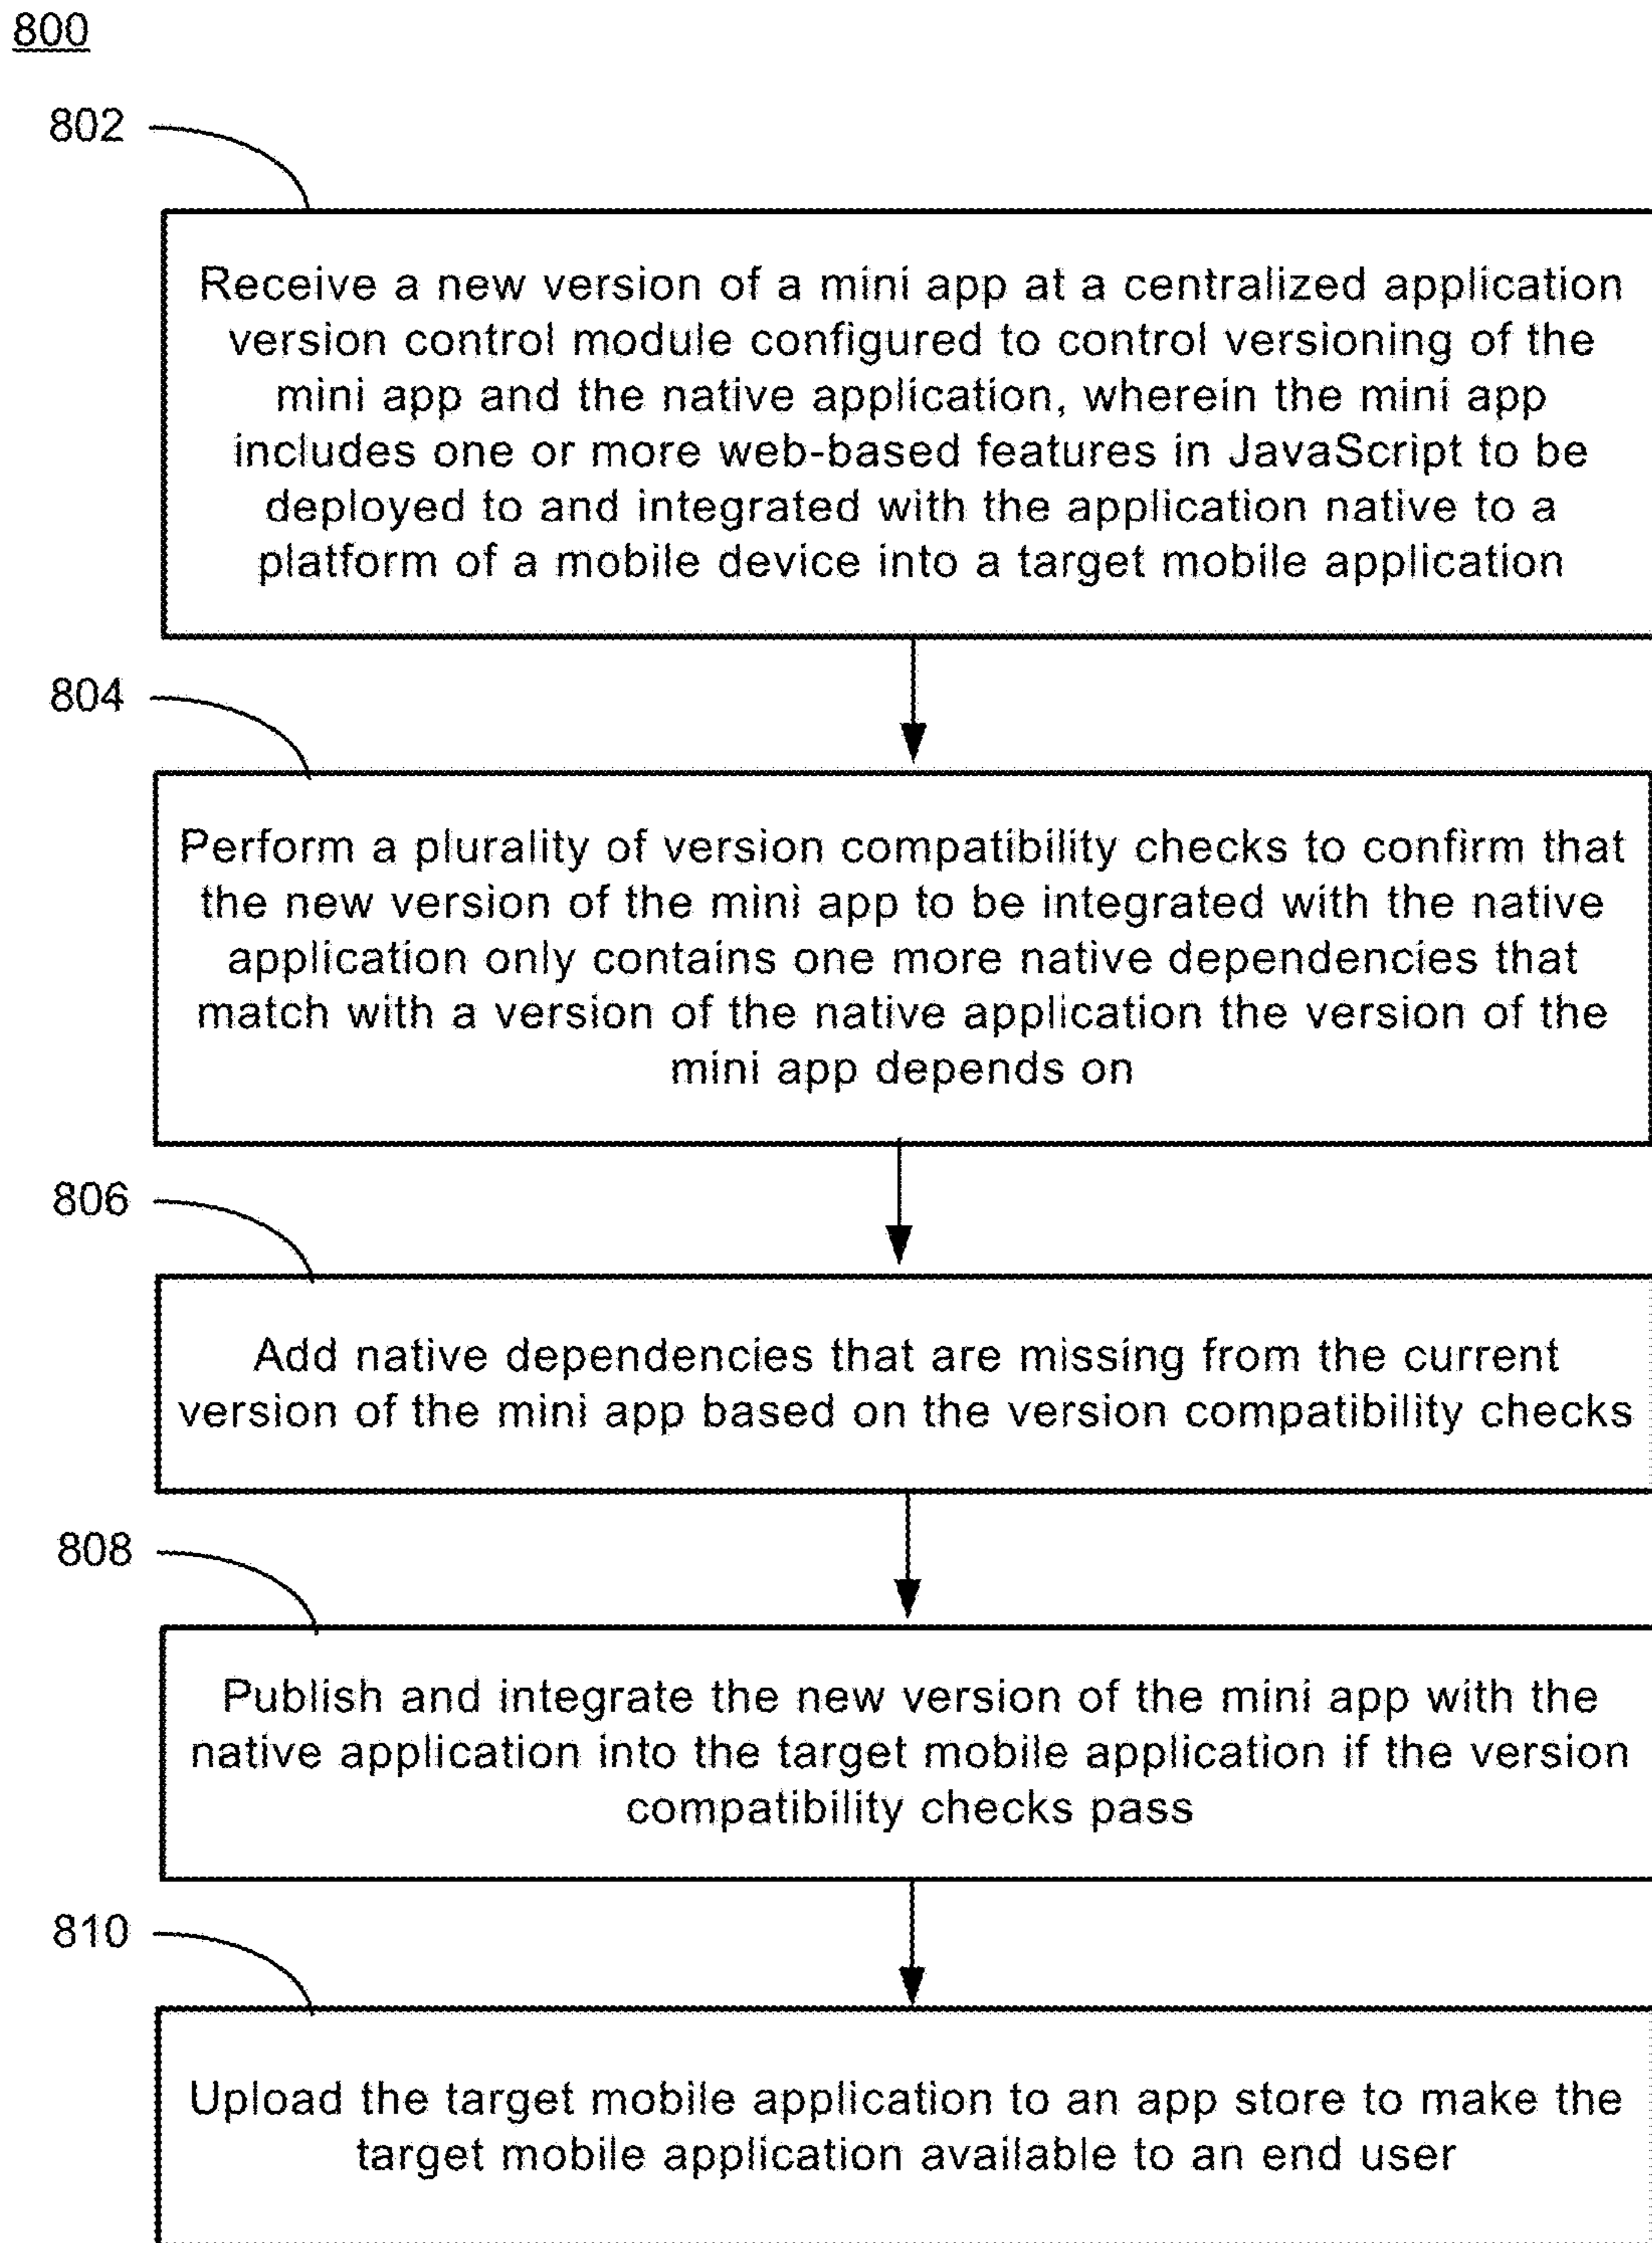 800
802
Receive a new version of a mini app at a centralized application
version control module configured to control versioning of the
mini app and the native application, wherein the mini app
includes one or more web-based features in JavaScript to be
deployed to and integrated with the application native to a
platform of a mobile device into a target mobile application
804
Perform a plurality of version compatibility checks to confirm that
the new version of the mini app to be integrated with the native
application only contains one more native dependencies that
match with a version of the native application the version of the
mini app depends on
806
Add native dependencies that are missing from the current
version of the mini app based on the version compatibility checks
808
Publish and integrate the new version of the mini app with the
native application into the target mobile application if the version
compatibility checks pass
810
Upload the target mobile application to an app store to make the
target mobile application available to an end user